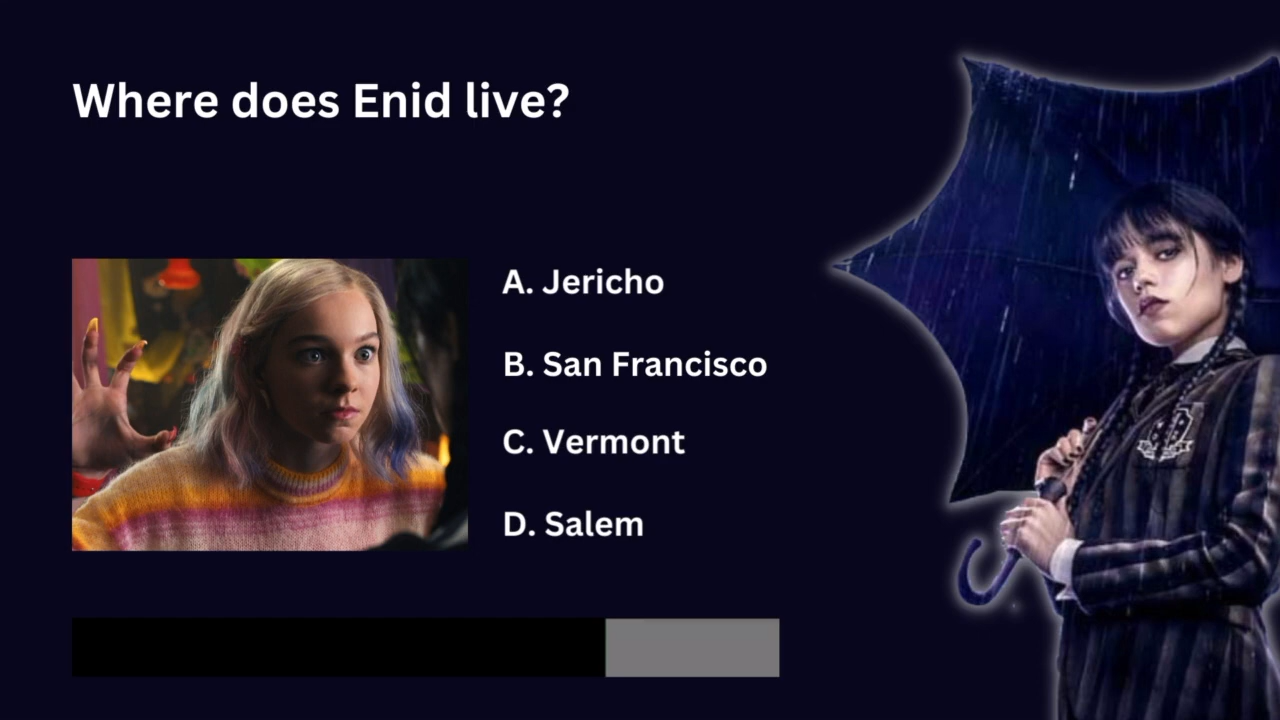 Where does Enid live?
A. Jericho
B. San Francisco
C. Vermont
D. Salem